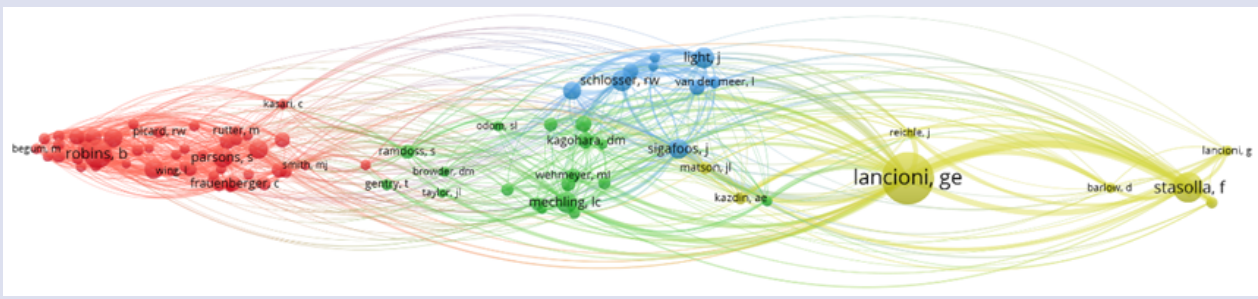 kasari, c
picard, rw
rutter, m
begum, m
robins, b
parsons, s
wing, l
smith, mj
frauenberger, c
ramdoss, s
browder, dm
gentry, t
taylor, jl
odom, sl
kagohara, dm
wehmeyer, ml
mechling, lc
light, j
schlosser, rw
van der meer, l
sigafoos, j
matson, jl
kazdin, ae
reichle, j
lancioni, ge
barlow, d
stasolla, f
lancioni, g